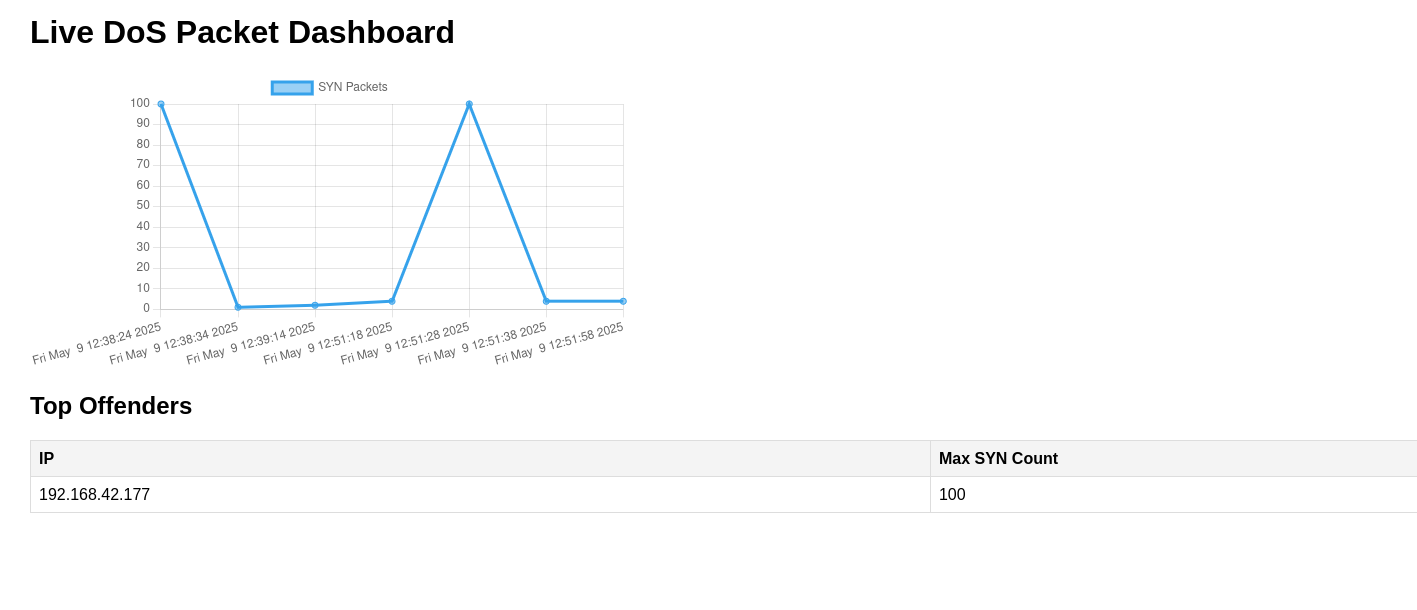 Live DoS Packet Dashboard
SYN Packets
100
90
80
70
60
50
40
30
20
10
0
Fri May  9 12:38:24 2025
Fri May  9 12:38:34 2025
Fri May  9 12:39:14 2025
Fri May  9 12:51:18 2025
Fri May  9 12:51:28 2025
Fri May  9 12:51:38 2025
Fri May  9 12:51:58 2025
Top Offenders
IP Max SYN Count
192.168.42.177 100